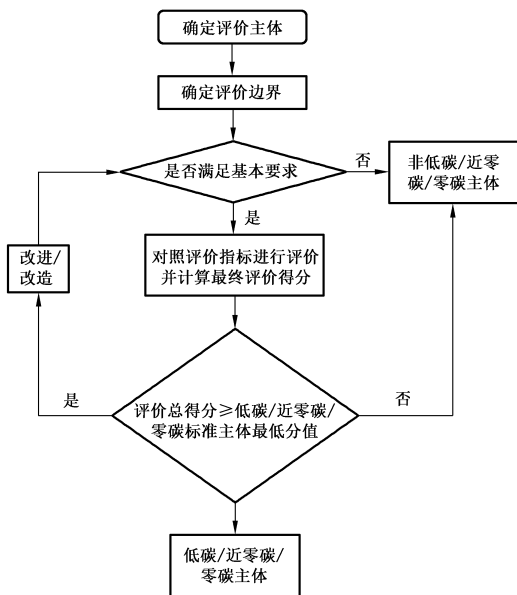 确定评价主体
确定评价边界
是否满足基本要求
否
非低碳/近零
碳/零碳主体
是
改进/
改造
对照评价指标进行评价
并计算最终评价得分
是
评价总得分≥低碳/近零碳/
零碳标准主体最低分值
否
低碳/近零碳/
零碳主体